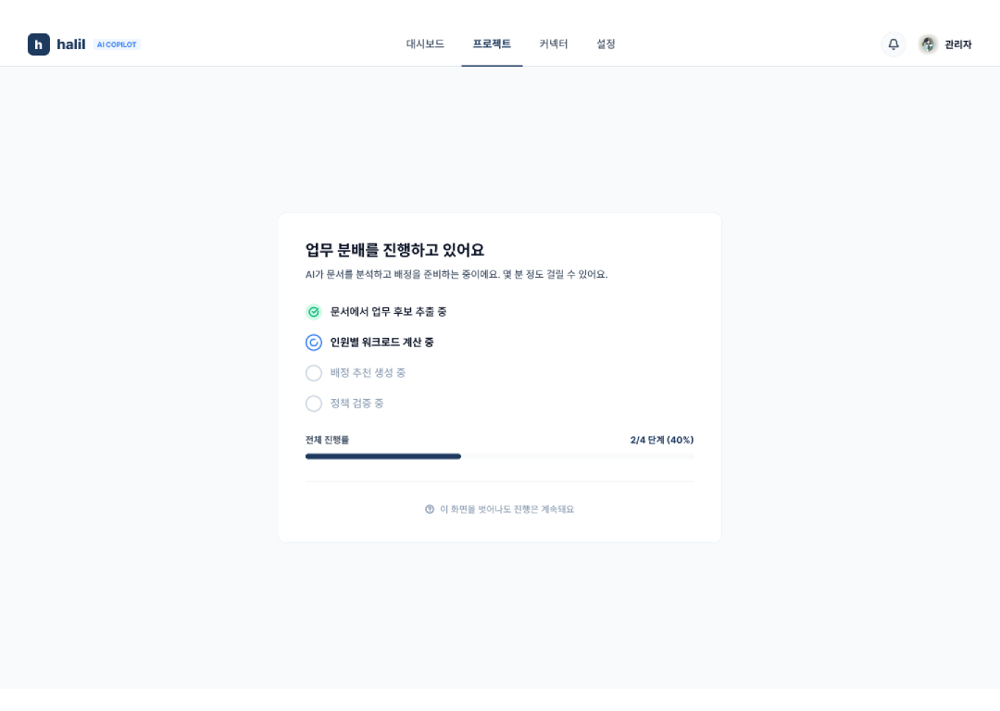 h halil AI COPILOT 대시보드 프로젝트 커넥터 설정 관리자
업무 분배를 진행하고 있어요
AI가 문서를 분석하고 배정을 준비하는 중이에요. 몇 분 정도 걸릴 수 있어요.
문서에서 업무 후보 추출 중
인원별 워크로드 계산 중
배정 추천 생성 중
정책 검증 중
전체 진행률 2/4 단계 (40%)
이 화면을 벗어나도 진행은 계속돼요